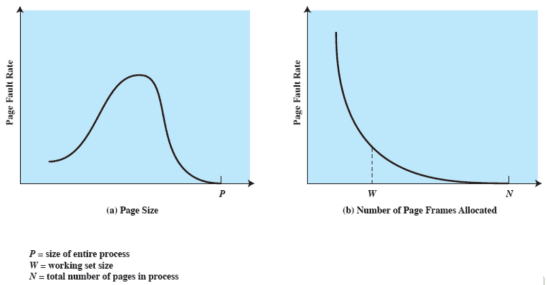 Page Fault Rate
P
(a) Page Size
Page Fault Rate
W
N
(b) Number of Page Frames Allocated
P = size of entire process
W = working set size
N = total number of pages in process